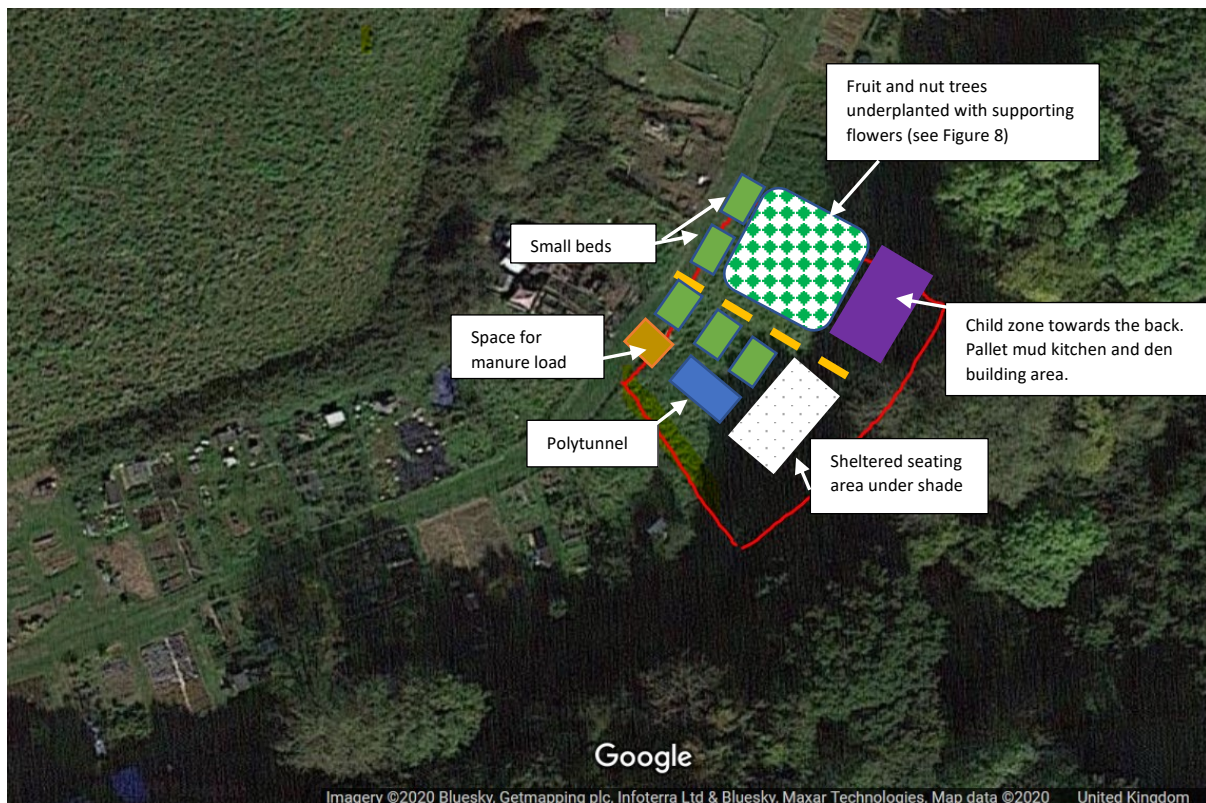 Fruit and nut trees
underplanted with supporting
flowers (see Figure 8)
Small beds
Space for
manure load
Child zone towards the back.
Pallet mud kitchen and den
building area.
Polytunnel
Sheltered seating
area under shade
Google
Imagery ©2020 Bluesky, Getmapping plc, Infoterra Ltd & Bluesky, Maxar Technologies, Map data ©2020 United Kingdom